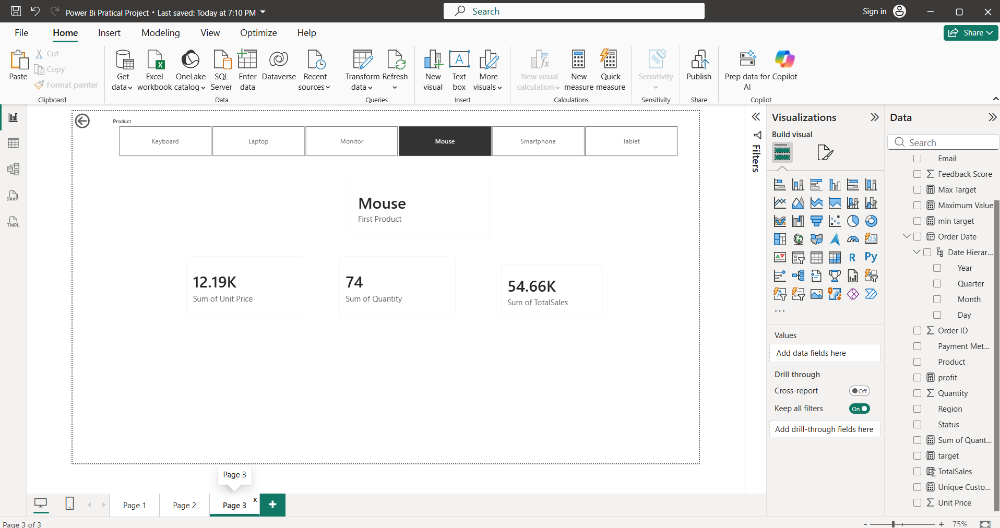 Power Bi Pratical Project • Last saved: Today at 7:10 PM
Search
Sign in
File Home Insert Modeling View Optimize Help
Share
Paste
Cut
Copy
Format painter
Clipboard
Get data
Excel workbook
OneLake catalog
SQL Server
Enter data
Dataverse
Recent sources
Data
Transform data
Refresh
Queries
New visual
Text box
More visuals
Insert
New visual calculation
New measure
Quick measure
Calculations
Sensitivity
Sensitivity
Publish
Share
Prep data for AI
Copilot
Copilot
DAX
TMDL
Product
Keyboard Laptop Monitor Mouse Smartphone Tablet
Mouse
First Product
12.19K
Sum of Unit Price
74
Sum of Quantity
54.66K
Sum of TotalSales
Filters
Visualizations
Build visual
123
R
Py
...
Values
Add data fields here
Drill through
Cross-report
Off
Keep all filters
On
Add drill-through fields here
Data
Search
Email
Feedback Score
Max Target
Maximum Value
min target
Order Date
Date Hierar...
Year
Quarter
Month
Day
Order ID
Payment Met...
Product
profit
Quantity
Region
Status
Sum of Quant...
target
TotalSales
Unique Custo...
Unit Price
Page 3
Page 1
Page 2
Page 3
x
+
Page 3 of 3
- + 75%